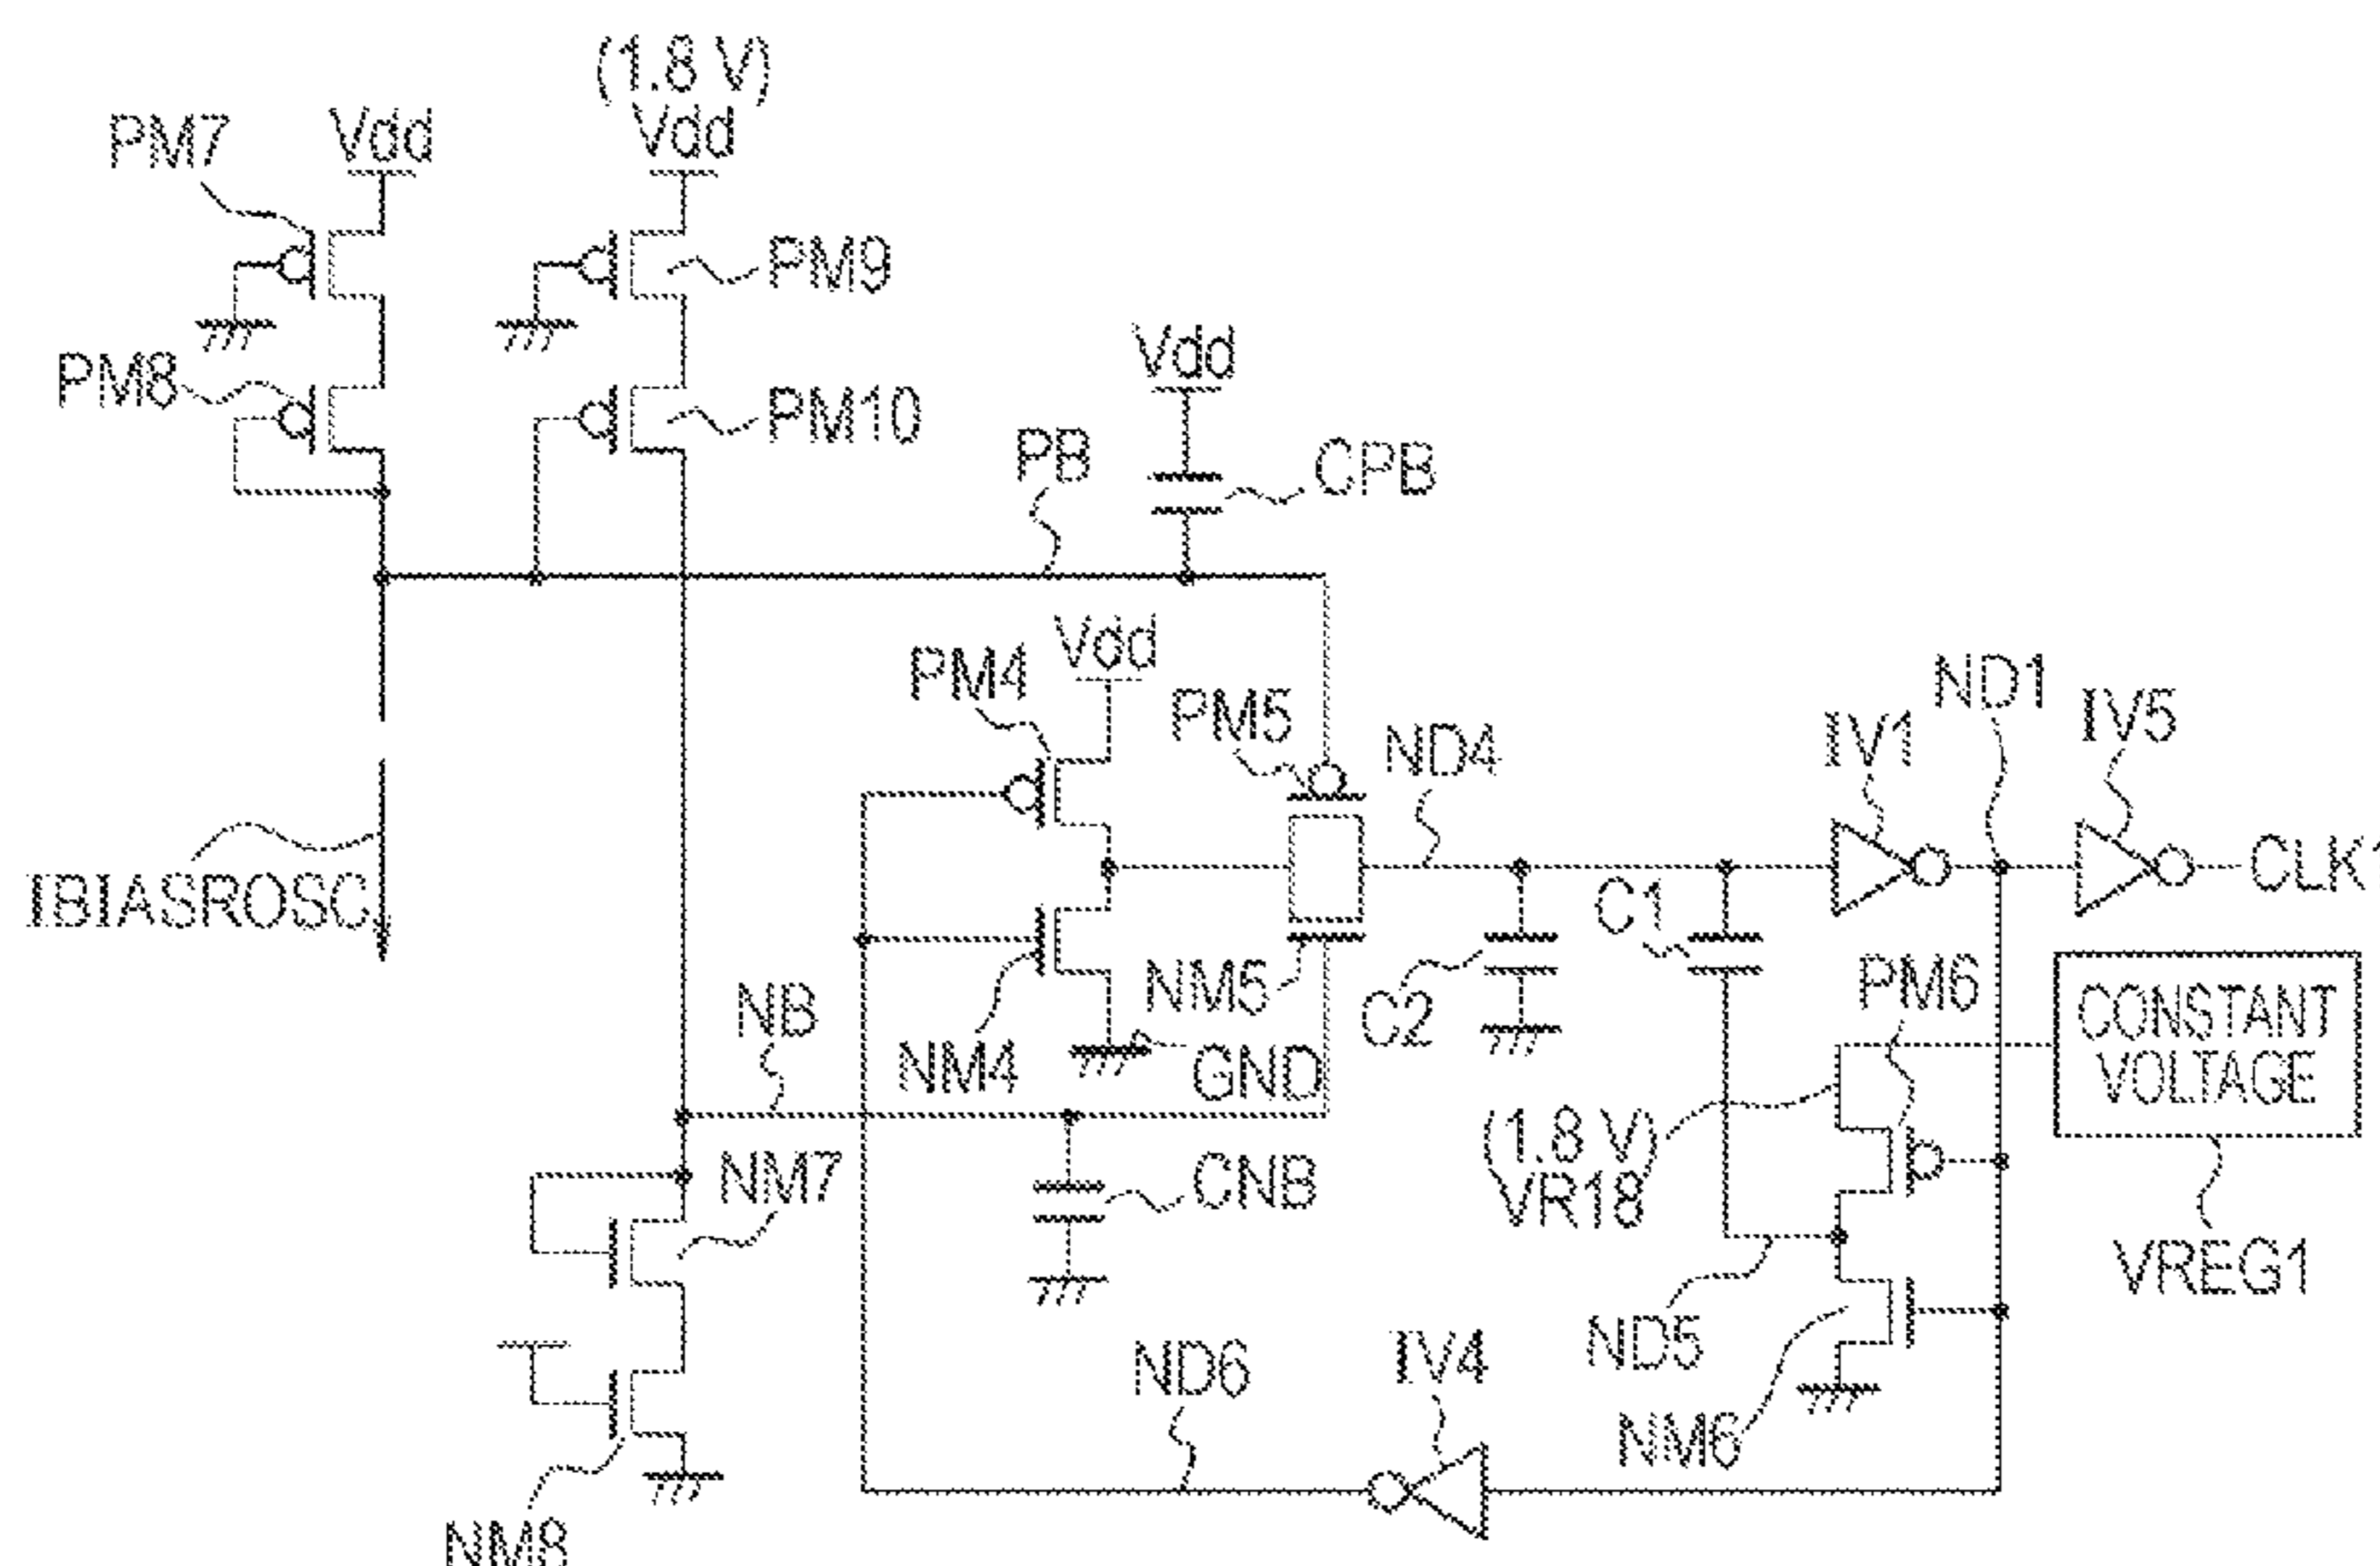 (1.8 V)
PM7
Vdd
Vdd
PM9
PM8
PM10
Vdd
PB
CPB
Vdd
PM4
PM5
ND4
ND1
IV1
IV5
CLK1
IBIASROSC
C1
NM5
C2
PM6
CONSTANT
VOLTAGE
NB
NM4
GND
(1.8 V)
VR18
NM7
CNB
VREG1
ND5
ND6
IV4
NM6
NM8